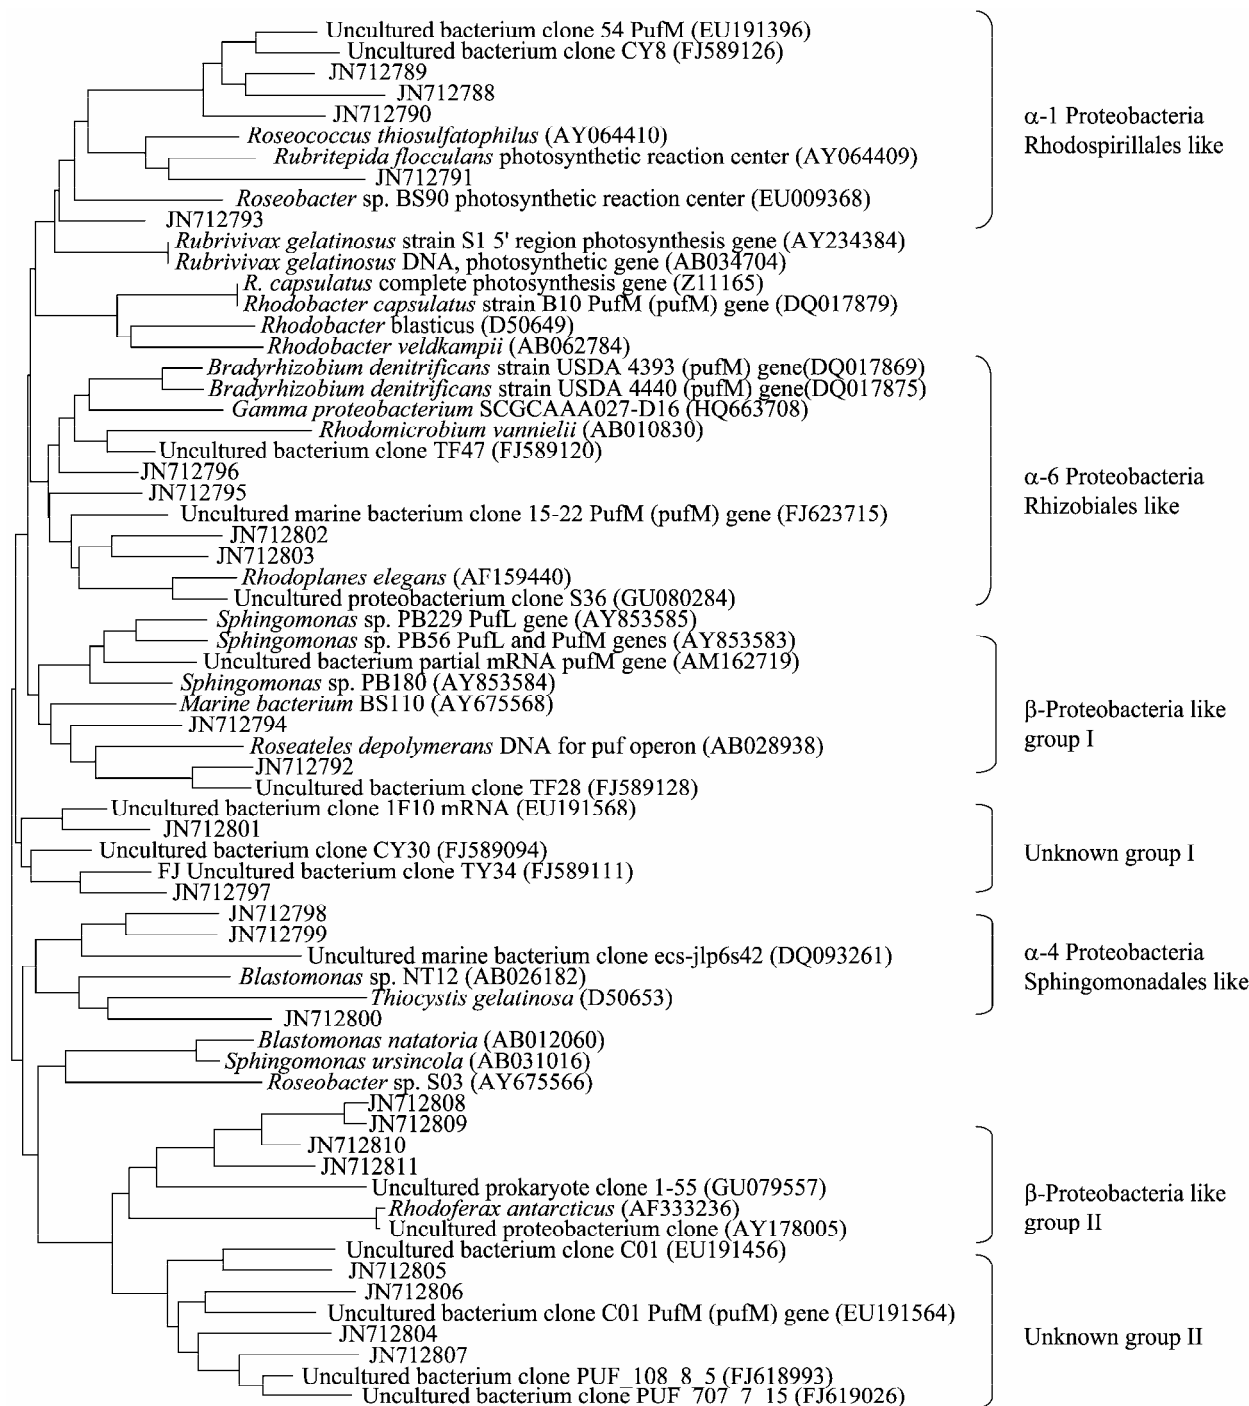 Uncultured bacterium clone 54 PufM (EU191396)
Uncultured bacterium clone CY8 (FJ589126)
JN712789
JN712788
JN712790
Roseococcus thiosulfatophilus (AY064410)
Rubritepida flocculans photosynthetic reaction center (AY064409)
JN712791
Roseobacter sp. BS90 photosynthetic reaction center (EU009368)
JN712793
α-1 Proteobacteria
Rhodospirillales like
Rubrivivax gelatinosus strain S1 5' region photosynthesis gene (AY234384)
Rubrivivax gelatinosus DNA, photosynthetic gene (AB034704)
R. capsulatus complete photosynthesis gene (Z11165)
Rhodobacter capsulatus strain B10 PufM (pufM) gene (DQ017879)
Rhodobacter blasticus (D50649)
Rhodobacter veldkampii (AB062784)
Bradyrhizobium denitrificans strain USDA 4393 (pufM) gene(DQ017869)
Bradyrhizobium denitrificans strain USDA 4440 (pufM) gene(DQ017875)
Gamma proteobacterium SCGCAAA027-D16 (HQ663708)
Rhodomicrobium vannielii (AB010830)
Uncultured bacterium clone TF47 (FJ589120)
JN712796
JN712795
Uncultured marine bacterium clone 15-22 PufM (pufM) gene (FJ623715)
JN712802
JN712803
Rhodoplanes elegans (AF159440)
Uncultured proteobacterium clone S36 (GU080284)
α-6 Proteobacteria
Rhizobiales like
Sphingomonas sp. PB229 PufL gene (AY853585)
Sphingomonas sp. PB56 PufL and PufM genes (AY853583)
Uncultured bacterium partial mRNA pufM gene (AM162719)
Sphingomonas sp. PB180 (AY853584)
Marine bacterium BS110 (AY675568)
JN712794
Roseateles depolymerans DNA for puf operon (AB028938)
JN712792
Uncultured bacterium clone TF28 (FJ589128)
β-Proteobacteria like
group I
Uncultured bacterium clone 1F10 mRNA (EU191568)
JN712801
Uncultured bacterium clone CY30 (FJ589094)
FJ Uncultured bacterium clone TY34 (FJ589111)
JN712797
Unknown group I
JN712798
JN712799
Uncultured marine bacterium clone ecs-jlp6s42 (DQ093261)
Blastomonas sp. NT12 (AB026182)
Thiocystis gelatinosa (D50653)
JN712800
α-4 Proteobacteria
Sphingomonadales like
Blastomonas natatoria (AB012060)
Sphingomonas ursincola (AB031016)
Roseobacter sp. S03 (AY675566)
JN712808
JN712809
JN712810
JN712811
Uncultured prokaryote clone 1-55 (GU079557)
Rhodoferax antarcticus (AF333236)
Uncultured proteobacterium clone (AY178005)
β-Proteobacteria like
group II
Uncultured bacterium clone C01 (EU191456)
JN712805
JN712806
Uncultured bacterium clone C01 PufM (pufM) gene (EU191564)
JN712804
JN712807
Uncultured bacterium clone PUF_108_8_5 (FJ618993)
Uncultured bacterium clone PUF 707 7 15 (FJ619026)
Unknown group II